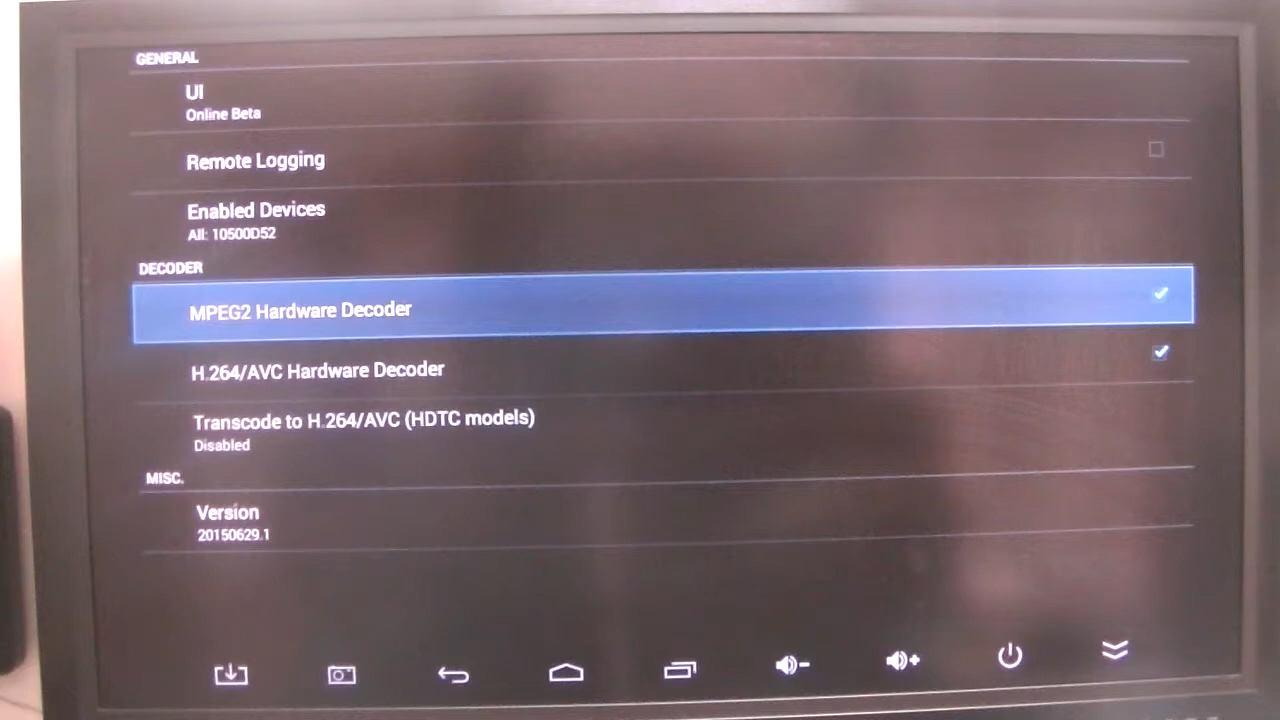 GENERAL
UI
Online Beta
Remote Logging
Enabled Devices
All: 10500D52
DECODER
MPEG2 Hardware Decoder
H.264/AVC Hardware Decoder
Transcode to H.264/AVC (HDTC models)
Disabled
MISC.
Version
20150629.1